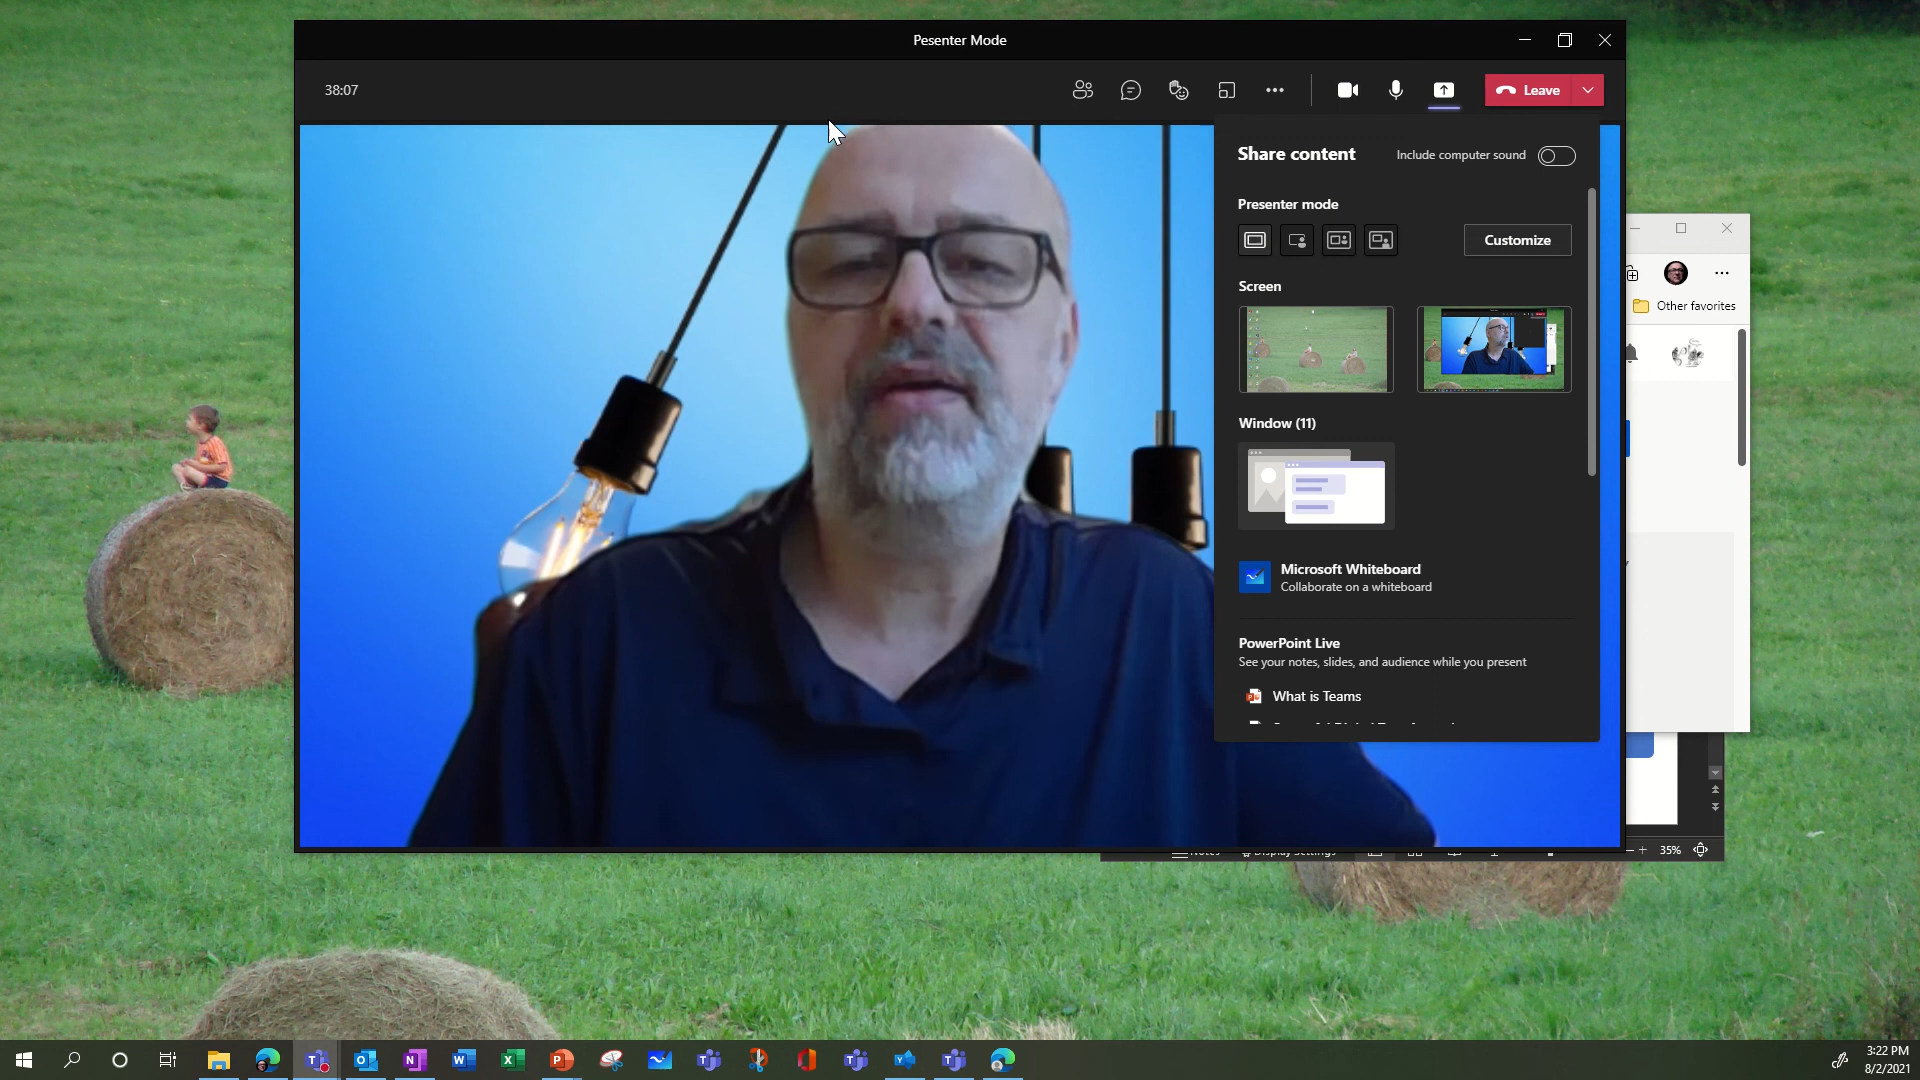 Pesenter Mode
38:07
Leave
Share content
Include computer sound
Presenter mode
Customize
Screen
Window (11)
Microsoft Whiteboard
Collaborate on a whiteboard
PowerPoint Live
See your notes, slides, and audience while you present
What is Teams
Other favorites
35%
3:22 PM
8/2/2021